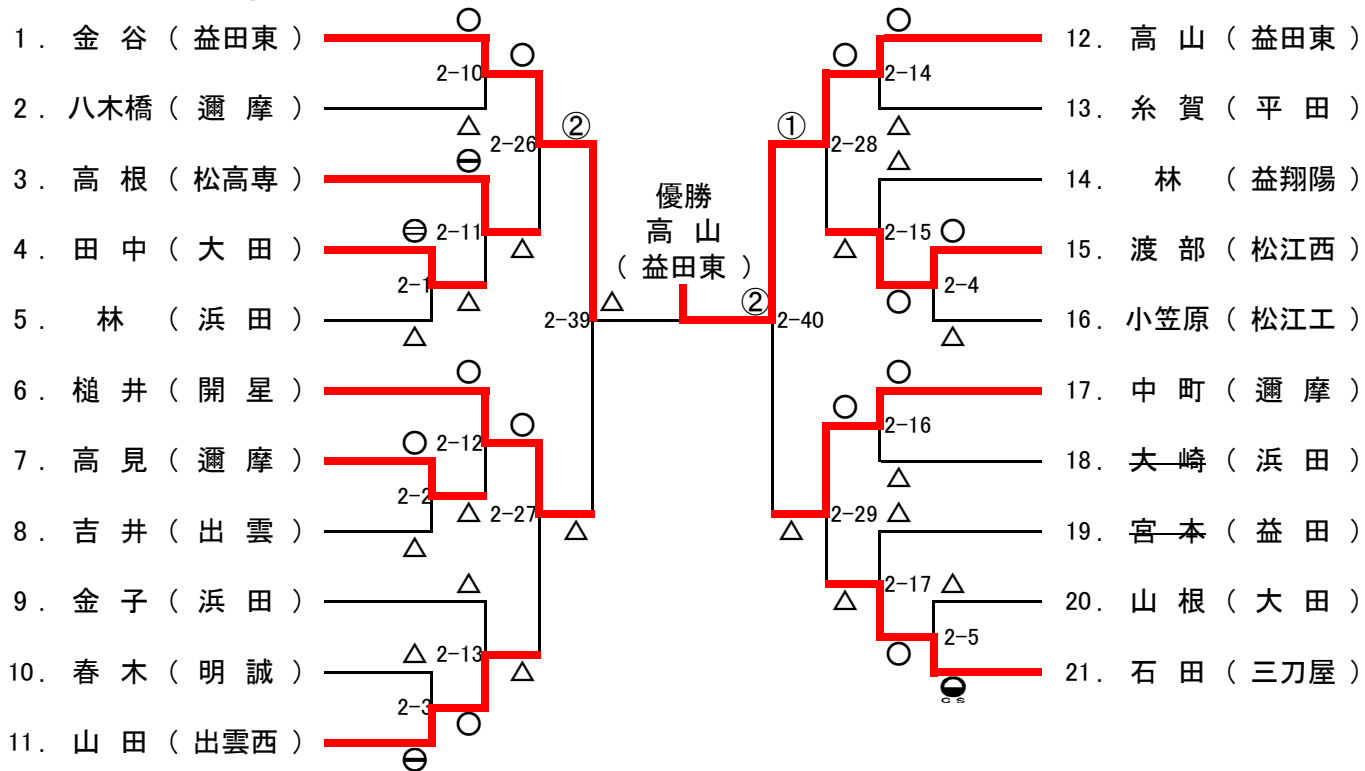 1. 金 谷 ( 益田東 )
2. 八木橋 ( 邇 摩 )
3. 高 根 ( 松高専 )
4. 田 中 ( 大 田 )
5. 林 ( 浜 田 )
6. 槌 井 ( 開 星 )
7. 高 見 ( 邇 摩 )
8. 吉 井 ( 出 雲 )
9. 金 子 ( 浜 田 )
10. 春 木 ( 明 誠 )
11. 山 田 ( 出雲西 )
2-10
2-11
2-1
2-12
2-2
2-13
2-3
2-26
2-27
②
2-39
優勝
高 山
( 益田東 )
②
2-40
①
2-28
2-29
2-14
2-15
2-4
2-16
2-17
2-5
GS
12. 高 山 ( 益田東 )
13. 糸 賀 ( 平 田 )
14. 林 ( 益翔陽 )
15. 渡 部 ( 松江西 )
16. 小笠原 ( 松江工 )
17. 中 町 ( 邇 摩 )
18. 大 崎 ( 浜 田 )
19. 宮 本 ( 益 田 )
20. 山 根 ( 大 田 )
21. 石 田 ( 三刀屋 )